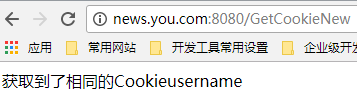 news.you.com:8080/GetCookieNew
应用 常用网站 开发工具常用设置 企业级开
获取到了相同的Cookieusername